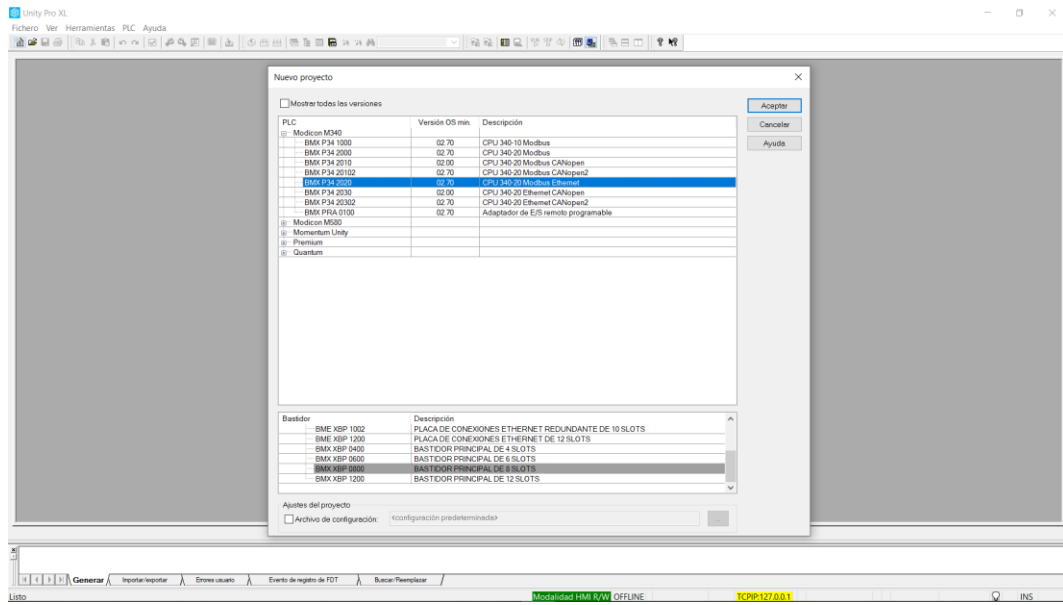 Unity Pro XL
Fichero Ver Herramientas PLC Ayuda
Nuevo proyecto
Mostrar todas las versiones
Aceptar
Cancelar
Ayuda
PLC Versión OS min. Descripción
Modicon M340
BMX P34 1000 02.70 CPU 340-10 Modbus
BMX P34 2000 02.70 CPU 340-20 Modbus
BMX P34 2010 02.00 CPU 340-20 Modbus CANopen
BMX P34 20102 02.70 CPU 340-20 Modbus CANopen2
BMX P34 2020 02.70 CPU 340-20 Modbus Ethernet
BMX P34 2030 02.00 CPU 340-20 Ethernet CANopen
BMX P34 20302 02.70 CPU 340-20 Ethernet CANopen2
BMX PRA 0100 02.70 Adaptador de E/S remoto programable
Modicon M580
Momentum Unity
Premium
Quantum
Bastidor Descripción
BME XBP 1002 PLACA DE CONEXIONES ETHERNET REDUNDANTE DE 10 SLOTS
BME XBP 1200 PLACA DE CONEXIONES ETHERNET DE 12 SLOTS
BMX XBP 0400 BASTIDOR PRINCIPAL DE 4 SLOTS
BMX XBP 0600 BASTIDOR PRINCIPAL DE 6 SLOTS
BMX XBP 0800 BASTIDOR PRINCIPAL DE 8 SLOTS
BMX XBP 1200 BASTIDOR PRINCIPAL DE 12 SLOTS
Ajustes del proyecto
Archivo de configuración: <configuración predeterminada> ...
Generar Importar/exportar Errores usuario Evento de registro de FDT Buscar/Reemplazar
Listo Modalidad HMI R/W OFFLINE TCPIP:127.0.0.1 INS